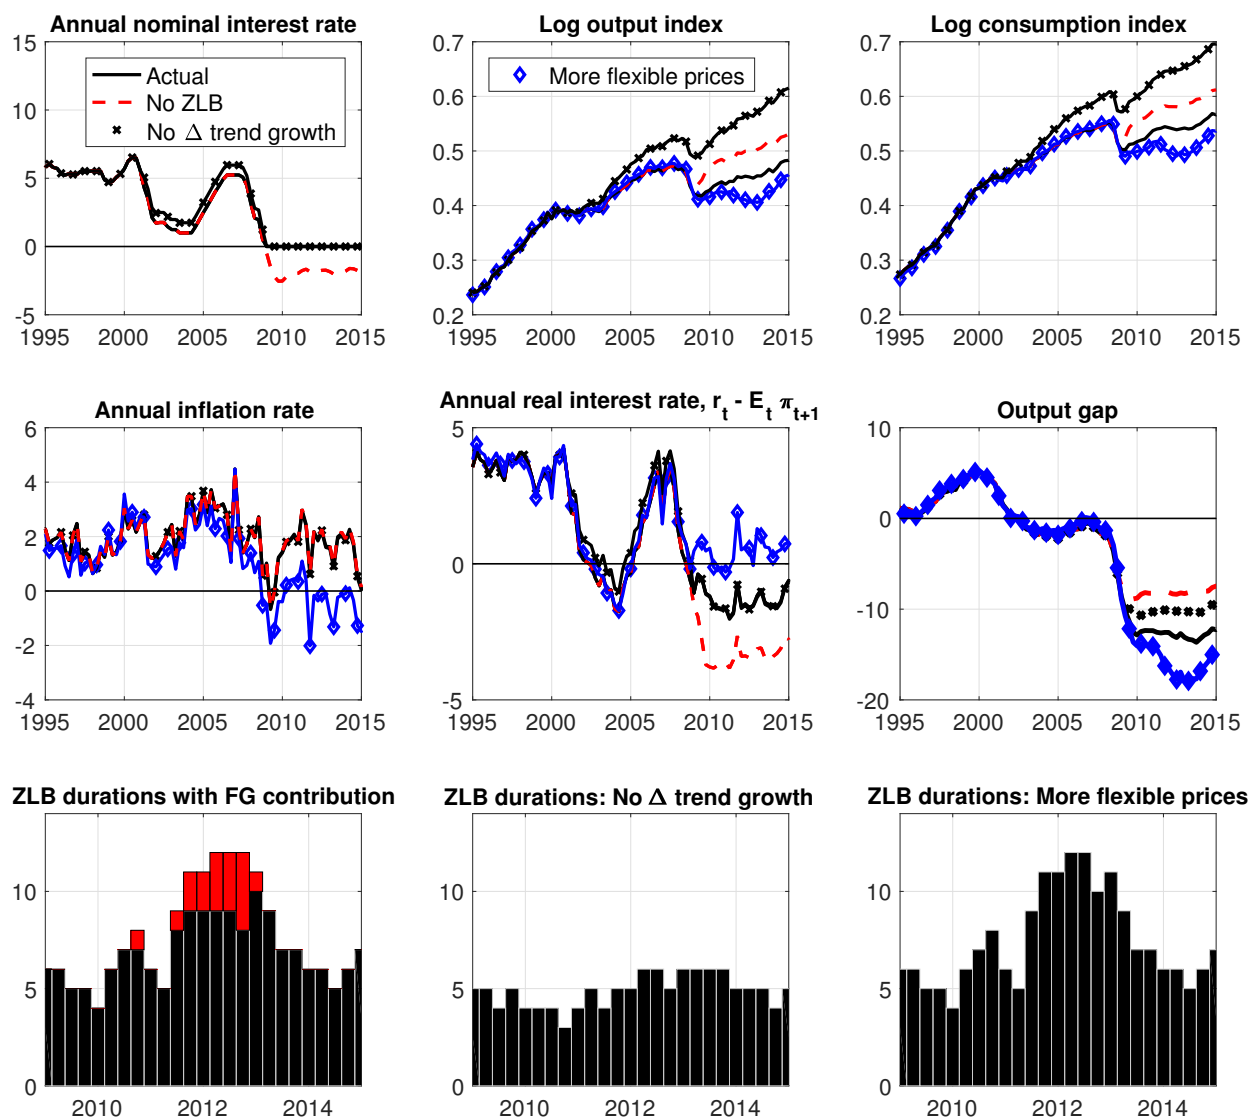 Annual nominal interest rate
15
10
5
0
-5
1995 2000 2005 2010 2015
Actual
No ZLB
No Δ trend growth
Log output index
0.7
0.6
0.5
0.4
0.3
0.2
1995 2000 2005 2010 2015
More flexible prices
Log consumption index
0.7
0.6
0.5
0.4
0.3
0.2
1995 2000 2005 2010 2015
Annual inflation rate
6
4
2
0
-2
-4
1995 2000 2005 2010 2015
Annual real interest rate, r_t - E_t π_{t+1}
5
0
-5
1995 2000 2005 2010 2015
Output gap
10
0
-10
-20
1995 2000 2005 2010 2015
ZLB durations with FG contribution
10
5
0
2010 2012 2014
ZLB durations: No Δ trend growth
10
5
0
2010 2012 2014
ZLB durations: More flexible prices
10
5
0
2010 2012 2014